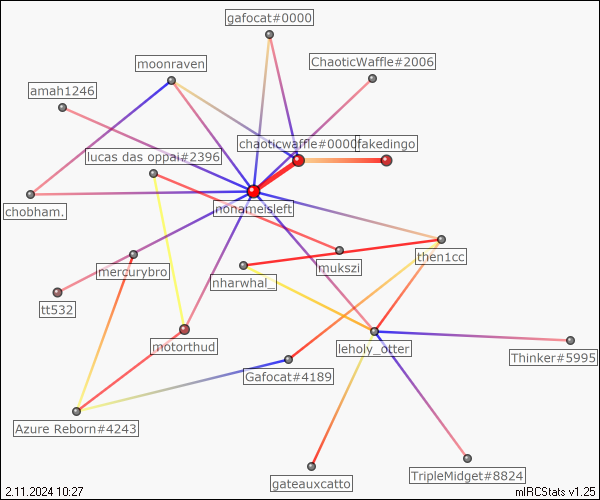 gafocat#0000
moonraven
ChaoticWaffle#2006
amah1246
chaoticwaffle#0000
fakedingo
lucas das oppai#2396
chobham.
nonameisleft
then1cc
mukszi
mercurybro
nharwhal_
tt532
motorthud
leholy_otter
Thinker#5995
Gafocat#4189
Azure Reborn#4243
gateauxcatto
TripleMidget#8824
2.11.2024 10:27
mIRCStats v1.25